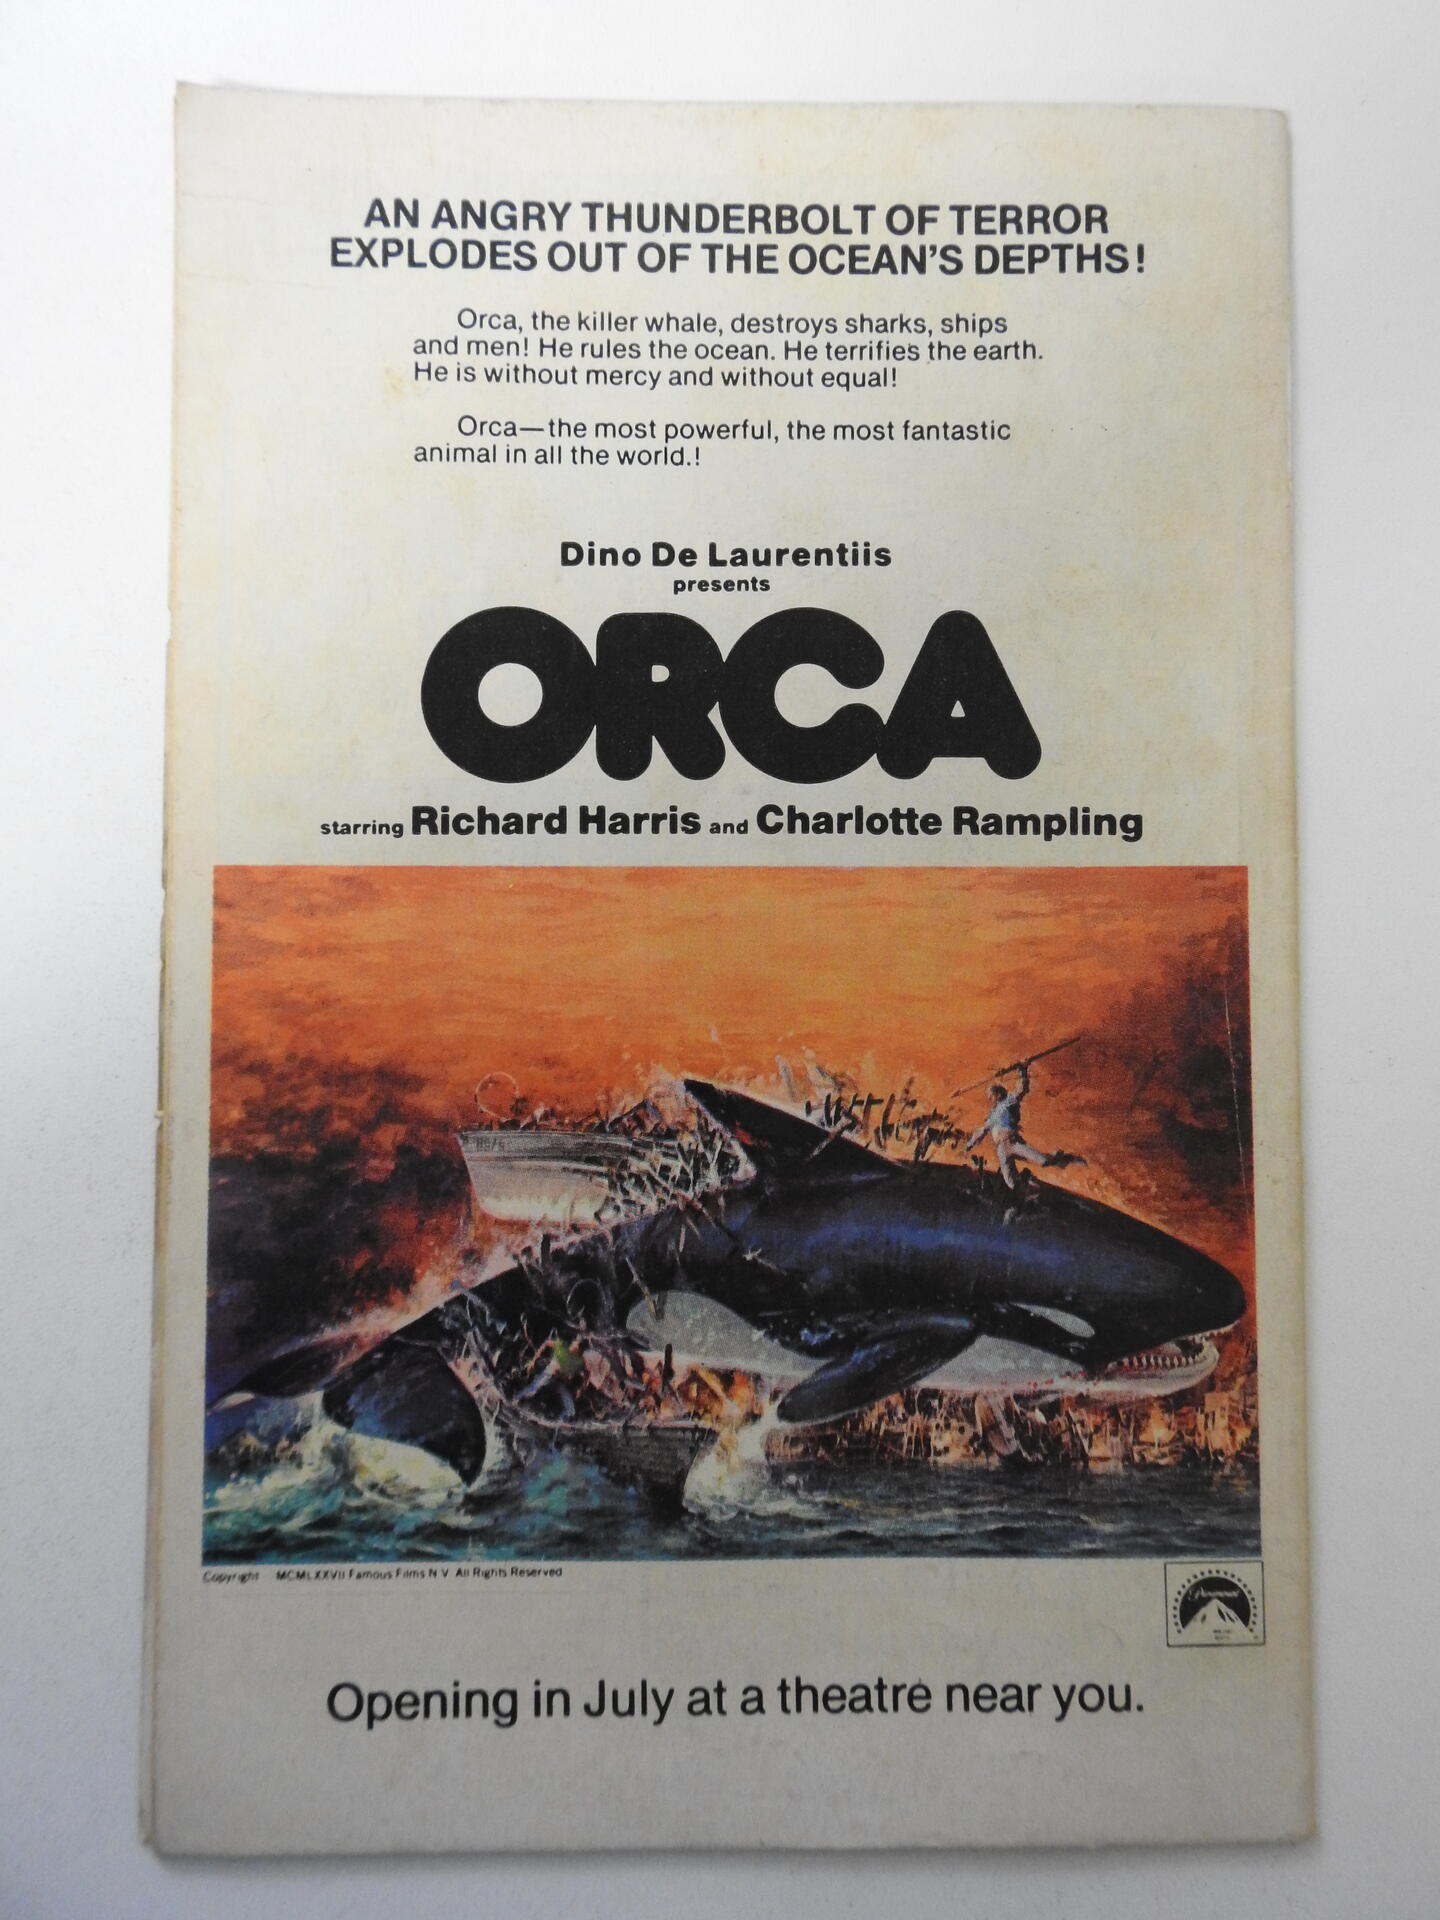 AN ANGRY THUNDERBOLT OF TERROR
EXPLODES OUT OF THE OCEAN'S DEPTHS!
Orca, the killer whale, destroys sharks, ships
and men! He rules the ocean. He terrifies the earth.
He is without mercy and without equal!
Orca—the most powerful, the most fantastic
animal in all the world.!
Dino De Laurentiis
presents
ORCA
starring Richard Harris and Charlotte Rampling
Copyright MCMLXXVII Famous Films N V All Rights Reserved
Paramount
Opening in July at a theatre near you.